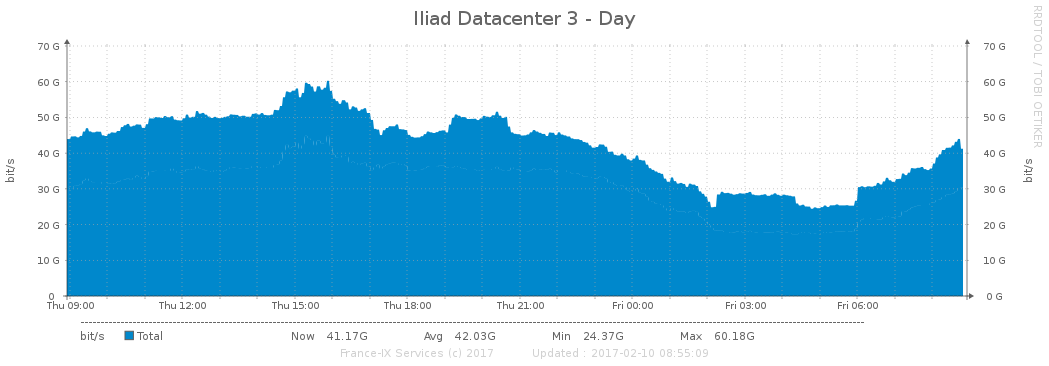 Iliad Datacenter 3 - Day
RRDTOOL / TOBI OETIKER
bit/s
70 G
60 G
50 G
40 G
30 G
20 G
10 G
0
70 G
60 G
50 G
40 G
30 G
20 G
10 G
0 G
bit/s
Thu 09:00 Thu 12:00 Thu 15:00 Thu 18:00 Thu 21:00 Fri 00:00 Fri 03:00 Fri 06:00
bit/s Total Now 41.17G Avg 42.03G Min 24.37G Max 60.18G
France-IX Services (c) 2017 Updated : 2017-02-10 08:55:09